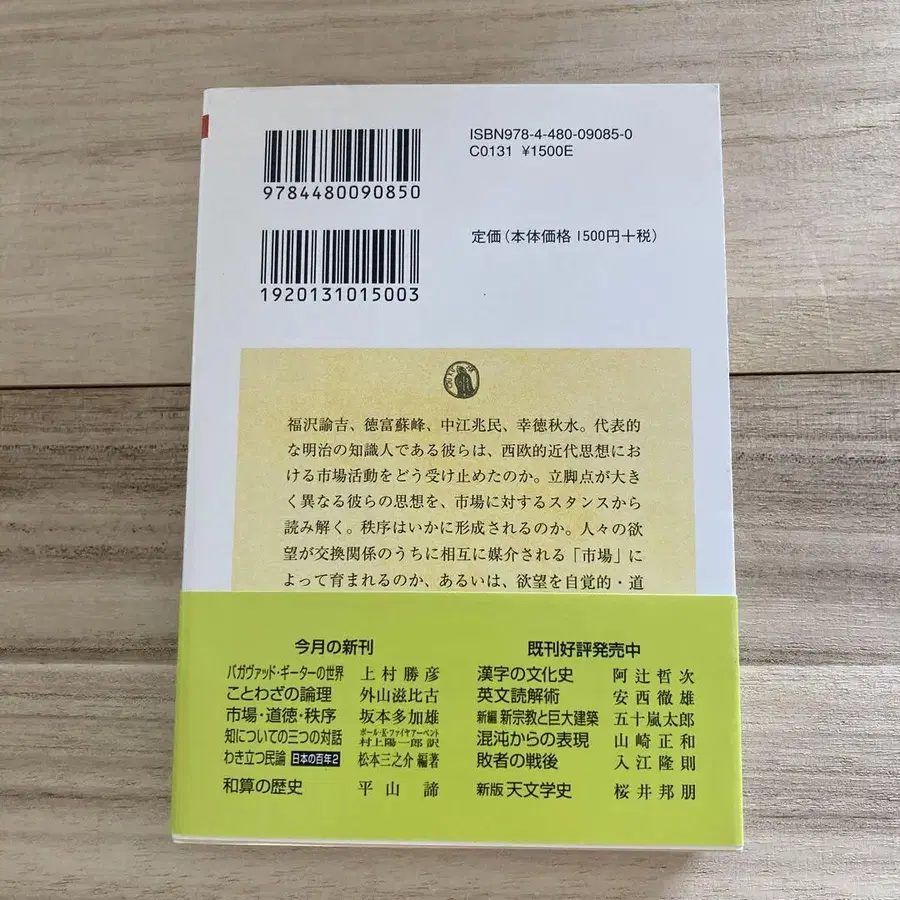 ISBN978-4-480-09085-0
C0131 ¥1500E
9784480090850
定価(本体価格1500円+税)
1920131015003
福沢諭吉、徳富蘇峰、中江兆民、幸徳秋水。代表的
な明治の知識人である彼らは、西欧的近代思想にお
ける市場活動をどう受け止めたのか。立脚点が大き
く異なる彼らの思想を、市場に対するスタンスから
読み解く。秩序はいかに形成されるのか。人々の欲
望が交換関係のうちに相互に媒介される「市場」に
よって育まれるのか、あるいは、欲望を自覚的・道
今月の新刊
バガヴァッド・ギーターの世界 上村勝彦
ことわざの論理 外山滋比古
市場・道徳・秩序 坂本多加雄
知についての三つの対話 ポール・K・ファイヤアーベント 村上陽一郎 訳
わき立つ民論 日本の百年2 松本三之介 編著
和算の歴史 平山諦
既刊好評発売中
漢字の文化史 阿辻哲次
英文読解術 安西徹雄
新編 新宗教と巨大建築 五十嵐太郎
混沌からの表現 山崎正和
敗者の戦後 入江隆則
新版 天文学史 桜井邦朋